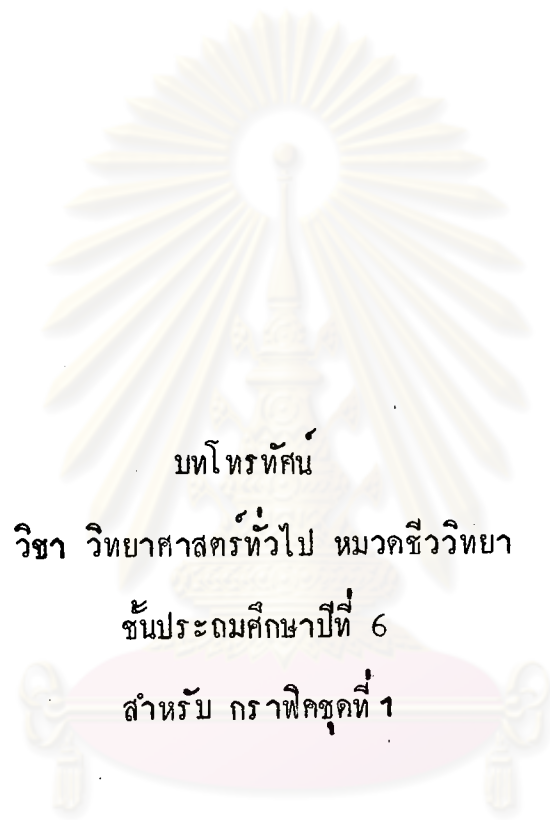 บทโทรทัศน์
วิชา วิทยาศาสตร์ทั่วไป หมวดชีววิทยา
ชั้นประถมศึกษาปีที่ 6
สำหรับ กราฟิคชุดที่ 1